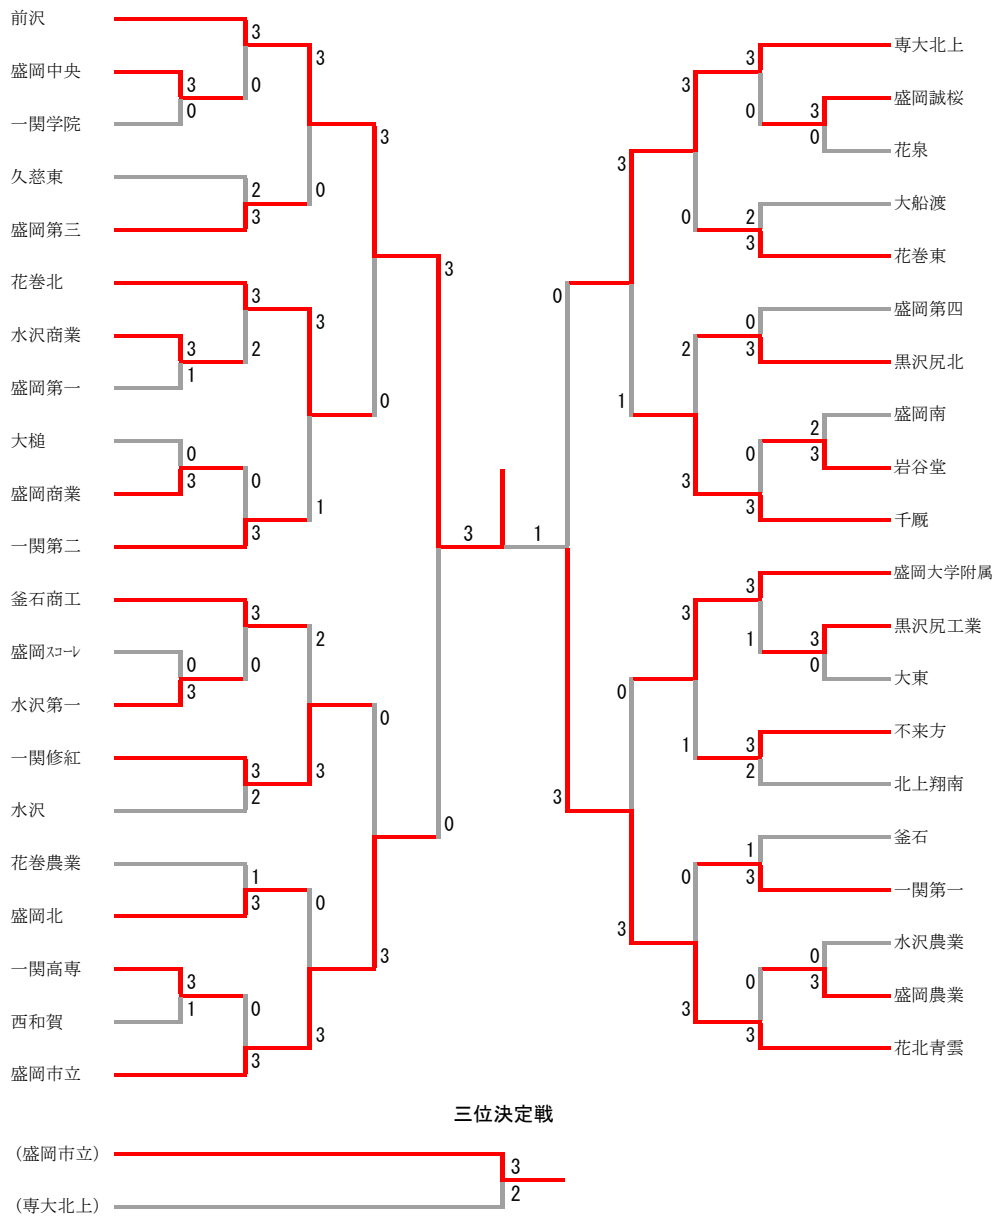 前沢
盛岡中央
一関学院
久慈東
盛岡第三
花巻北
水沢商業
盛岡第一
大槌
盛岡商業
一関第二
釜石商工
盛岡ｽｺｰﾚ
水沢第一
一関修紅
水沢
花巻農業
盛岡北
一関高専
西和賀
盛岡市立
3
0
3
0
2
3
3
2
3
1
0
3
0
3
3
0
0
3
3
2
1
3
3
1
0
3
3
0
3
1
2
3
0
3
3
0
0
3
3
0
3
1
専大北上
盛岡誠桜
花泉
大船渡
花巻東
盛岡第四
黒沢尻北
盛岡南
岩谷堂
千厩
盛岡大学附属
黒沢尻工業
大東
不来方
北上翔南
釜石
一関第一
水沢農業
盛岡農業
花北青雲
3
0
3
0
2
3
0
3
2
3
0
3
3
1
3
0
3
2
1
3
0
3
0
3
3
0
2
3
3
1
0
3
3
1
0
3
0
3
三位決定戦
(盛岡市立)
(専大北上)
3
2